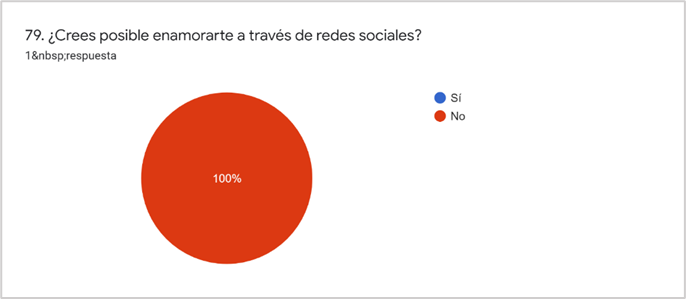 79. ¿Crees posible enamorarte a través de redes sociales?
1&nbsp;respuesta
Sí
No
100%